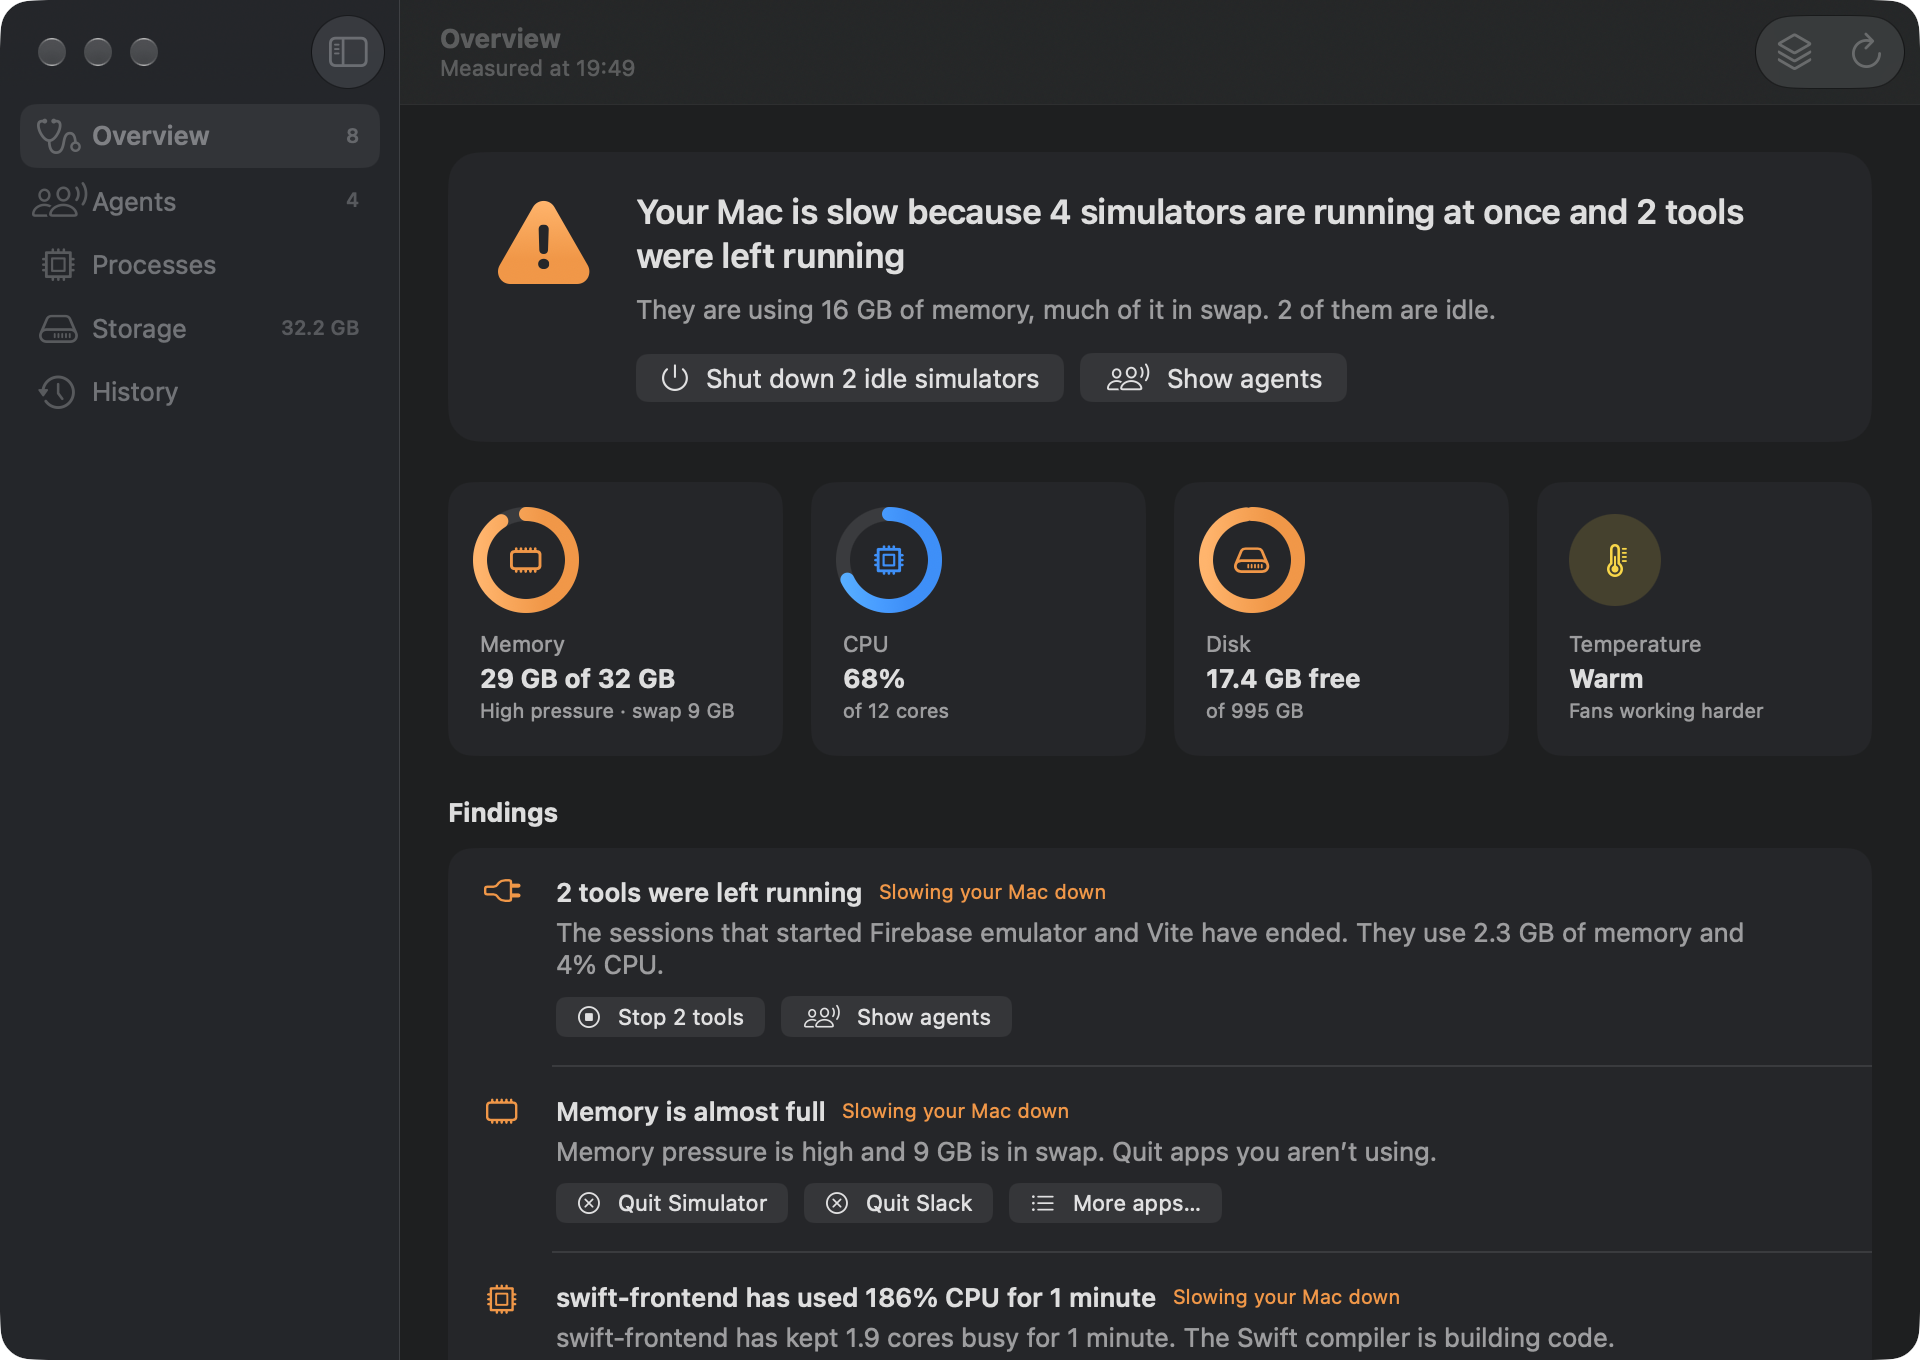 Overview
Measured at 19:49
Overview 8
Agents 4
Processes
Storage 32.2 GB
History
Your Mac is slow because 4 simulators are running at once and 2 tools
were left running
They are using 16 GB of memory, much of it in swap. 2 of them are idle.
Shut down 2 idle simulators
Show agents
Memory
29 GB of 32 GB
High pressure · swap 9 GB
CPU
68%
of 12 cores
Disk
17.4 GB free
of 995 GB
Temperature
Warm
Fans working harder
Findings
2 tools were left running Slowing your Mac down
The sessions that started Firebase emulator and Vite have ended. They use 2.3 GB of memory and
4% CPU.
Stop 2 tools
Show agents
Memory is almost full Slowing your Mac down
Memory pressure is high and 9 GB is in swap. Quit apps you aren’t using.
Quit Simulator
Quit Slack
More apps...
swift-frontend has used 186% CPU for 1 minute Slowing your Mac down
swift-frontend has kept 1.9 cores busy for 1 minute. The Swift compiler is building code.